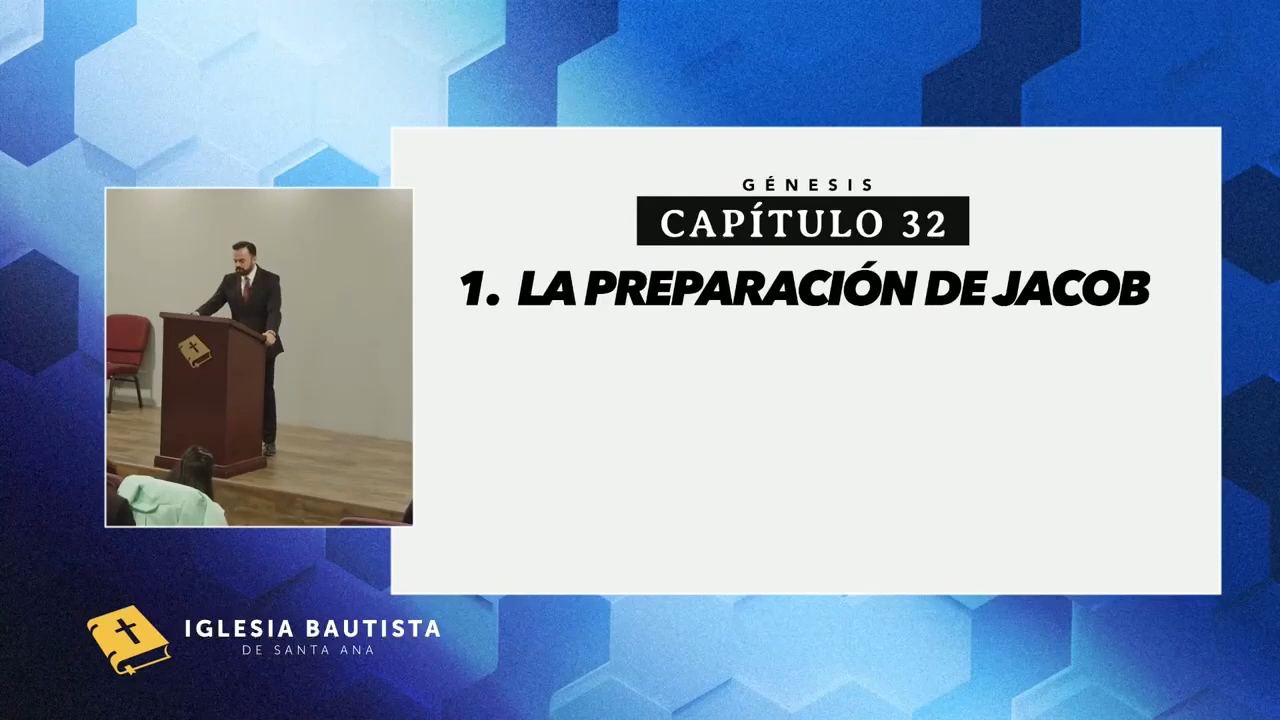 GÉNESIS
CAPÍTULO 32
1. LA PREPARACIÓN DE JACOB
IGLESIA BAUTISTA
DE SANTA ANA